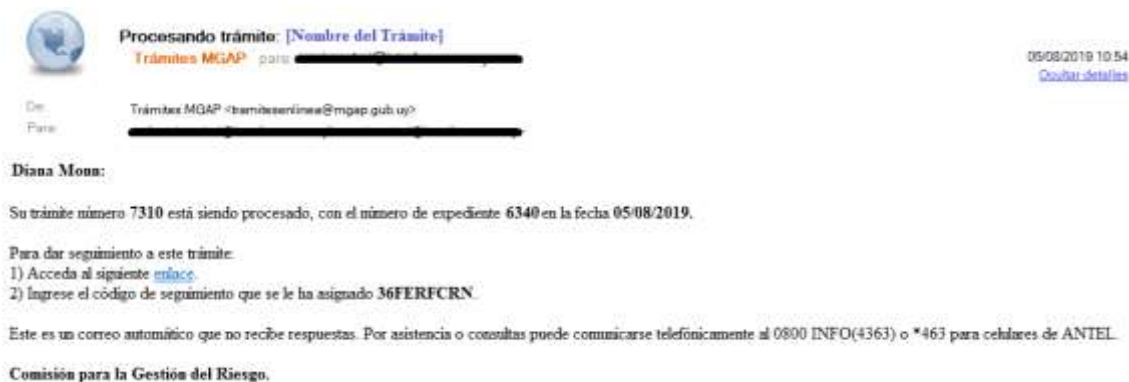 Procesando trámite: [Nombre del Trámite]
Trámites MGAP para
05/08/2019 10:54
Ocultar detalles
De:
Trámites MGAP <tramitesenlinea@mgap.gub.uy>
Para:
Diana Monn:
Su trámite número 7310 está siendo procesado, con el número de expediente 6340 en la fecha 05/08/2019.
Para dar seguimiento a este trámite:
1) Acceda al siguiente enlace.
2) Ingrese el código de seguimiento que se le ha asignado 36FERFCRN.
Este es un correo automático que no recibe respuestas. Por asistencia o consultas puede comunicarse telefónicamente al 0800 INFO(4363) o *463 para celulares de ANTEL.
Comisión para la Gestión del Riesgo.